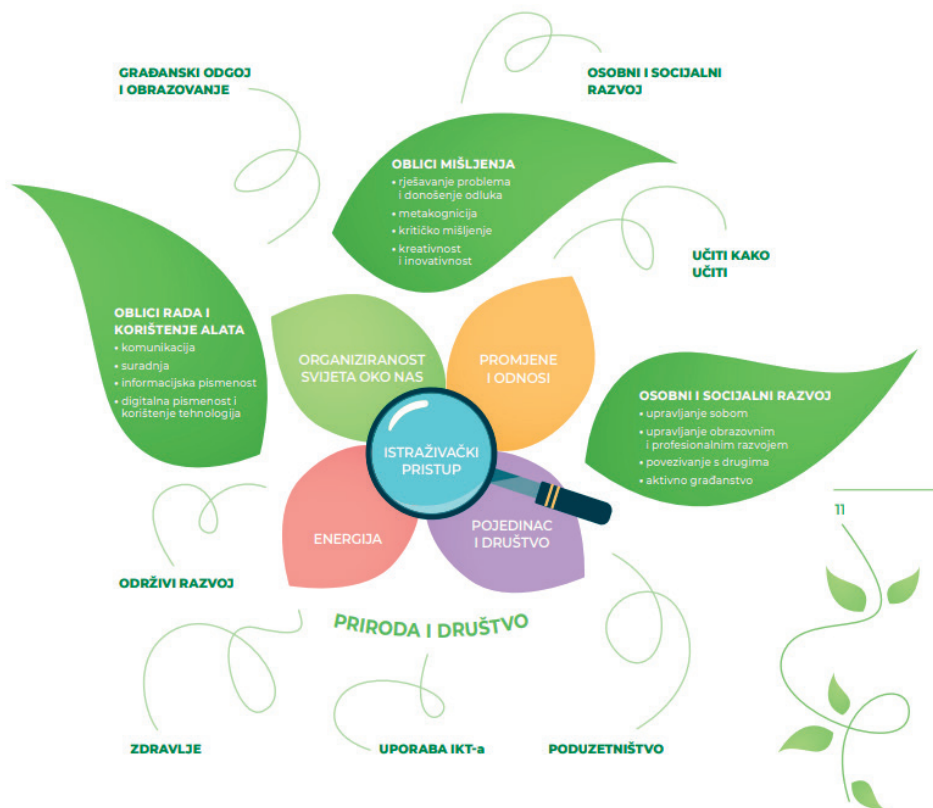 GRAĐANSKI ODGOJ
I OBRAZOVANJE
OSOBNI I SOCIJALNI
RAZVOJ
OBLICI MIŠLJENJA
• rješavanje problema
i donošenje odluka
• metakognicija
• kritičko mišljenje
• kreativnost
i inovativnost
UČITI KAKO
UČITI
OBLICI RADA I
KORIŠTENJE ALATA
• komunikacija
• suradnja
• informacijska pismenost
• digitalna pismenost i
korištenje tehnologija
ORGANIZIRANOST
SVIJETA OKO NAS
PROMJENE
I ODNOSI
OSOBNI I SOCIJALNI RAZVOJ
• upravljanje sobom
• upravljanje obrazovnim
i profesionalnim razvojem
• povezivanje s drugima
• aktivno građanstvo
ISTRAŽIVAČKI
PRISTUP
ENERGIJA
POJEDINAC
I DRUŠTVO
11
ODRŽIVI RAZVOJ
PRIRODA I DRUŠTVO
ZDRAVLJE
UPORABA IKT-a
PODUZETNIŠTVO